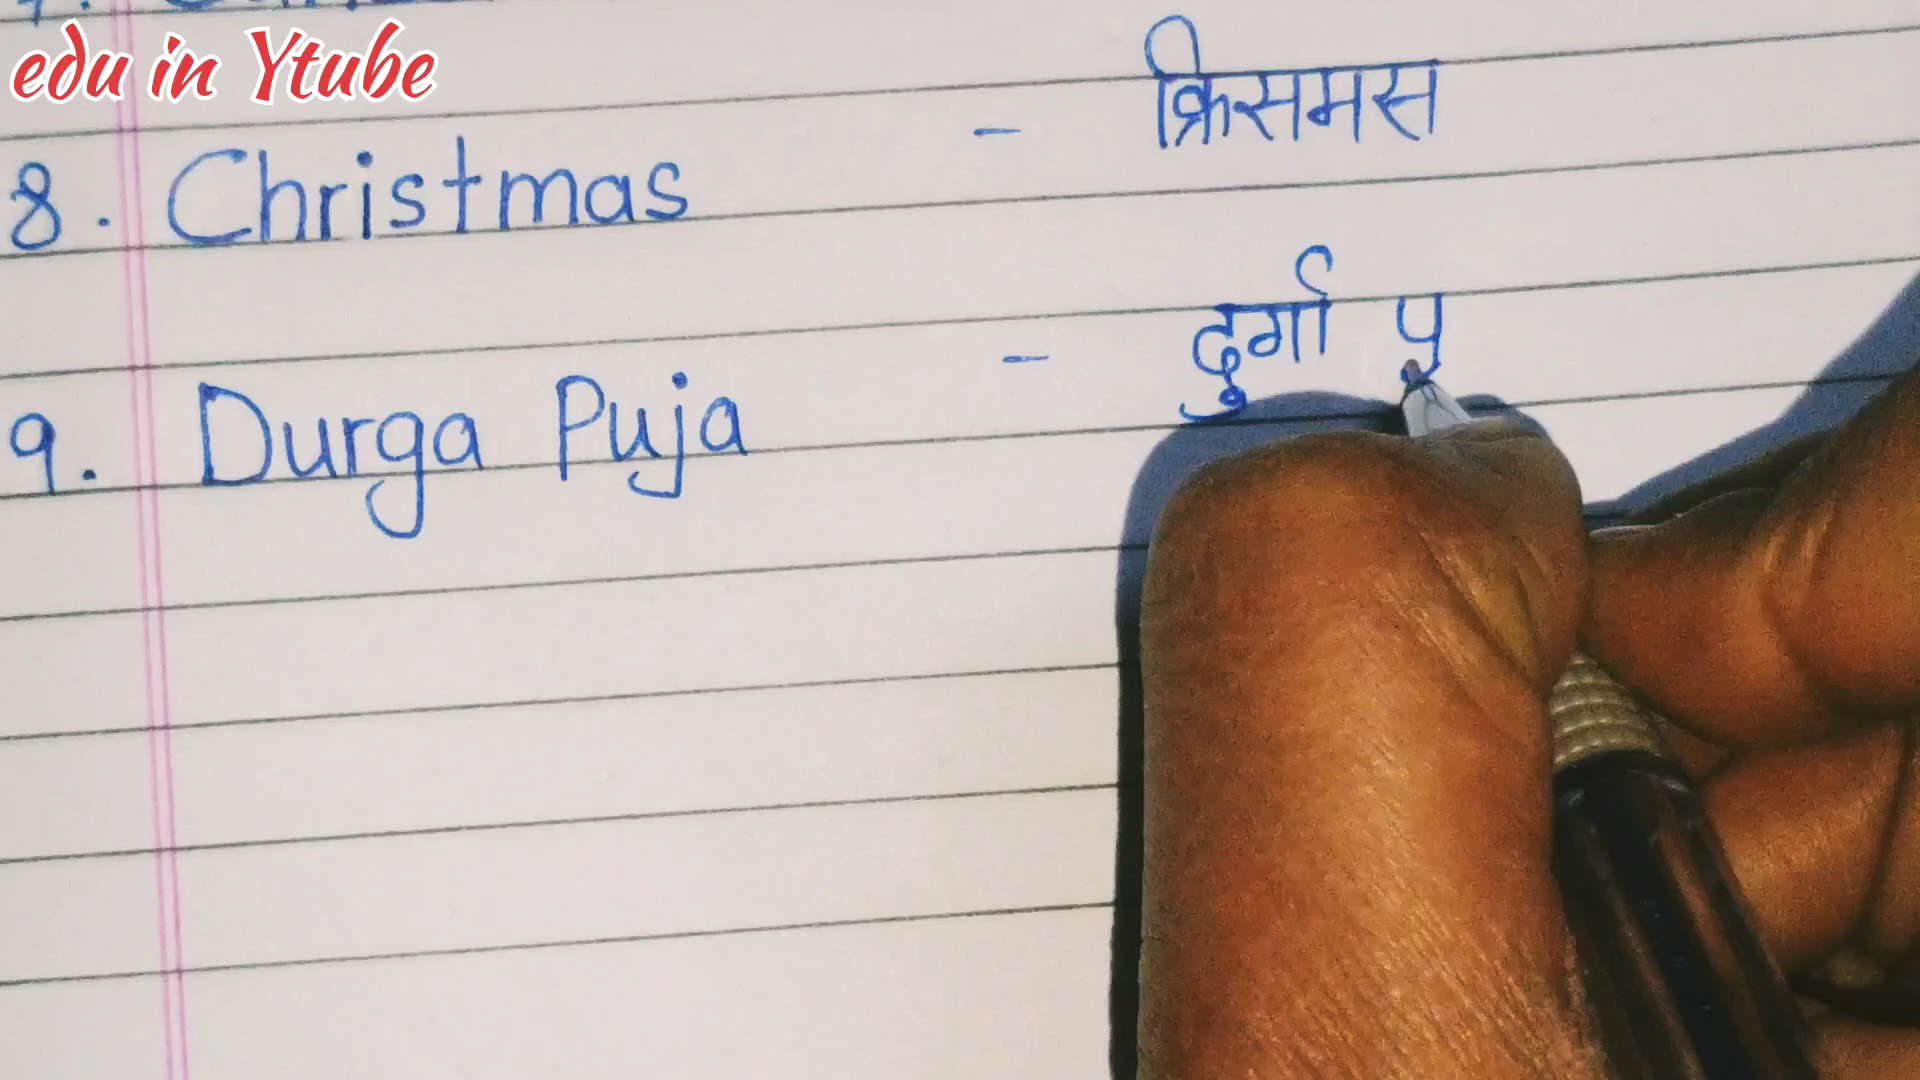 edu in Ytube
8. Christmas - क्रिसमस
9. Durga Puja - दुर्गा पु